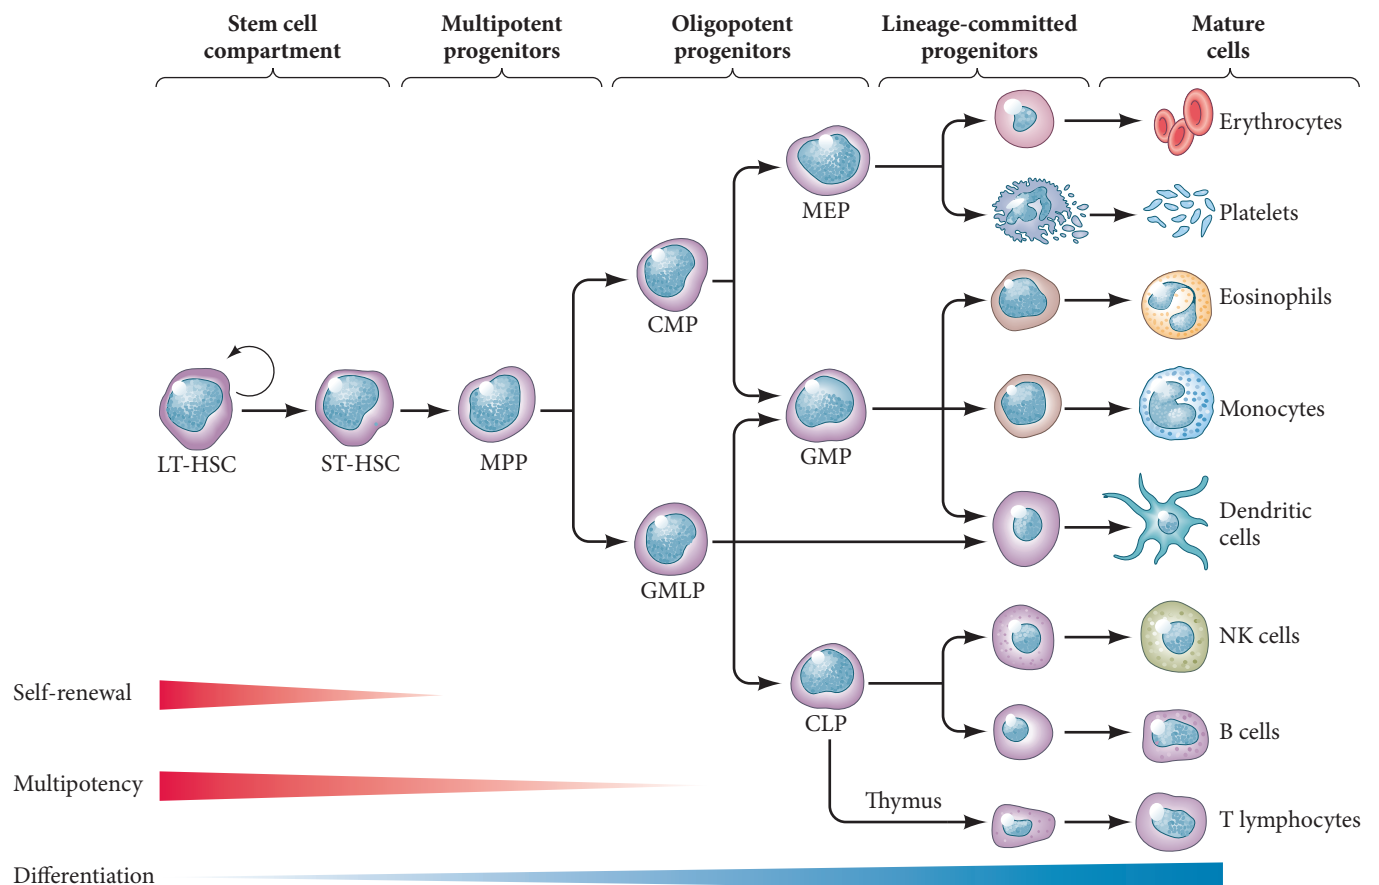 Stem cell
compartment
Multipotent
progenitors
Oligopotent
progenitors
Lineage-committed
progenitors
Mature
cells
Erythrocytes
MEP
Platelets
Eosinophils
CMP
Monocytes
LT-HSC
ST-HSC
MPP
GMP
Dendritic
cells
GMLP
NK cells
Self-renewal
CLP
B cells
Multipotency
Thymus
T lymphocytes
Differentiation